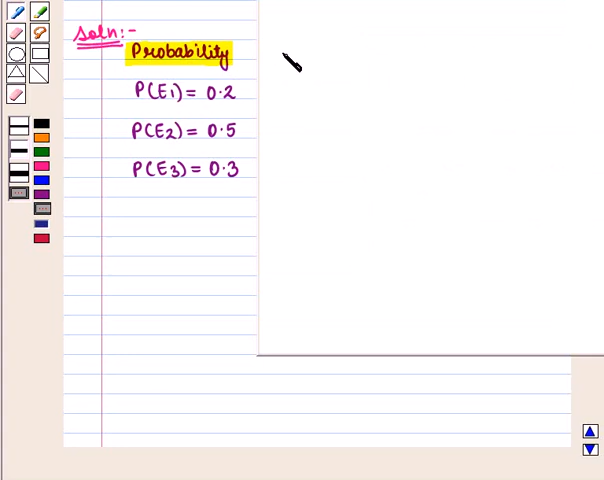 Soln:-
Probability
P(E1) = 0.2
P(E2) = 0.5
P(E3) = 0.3